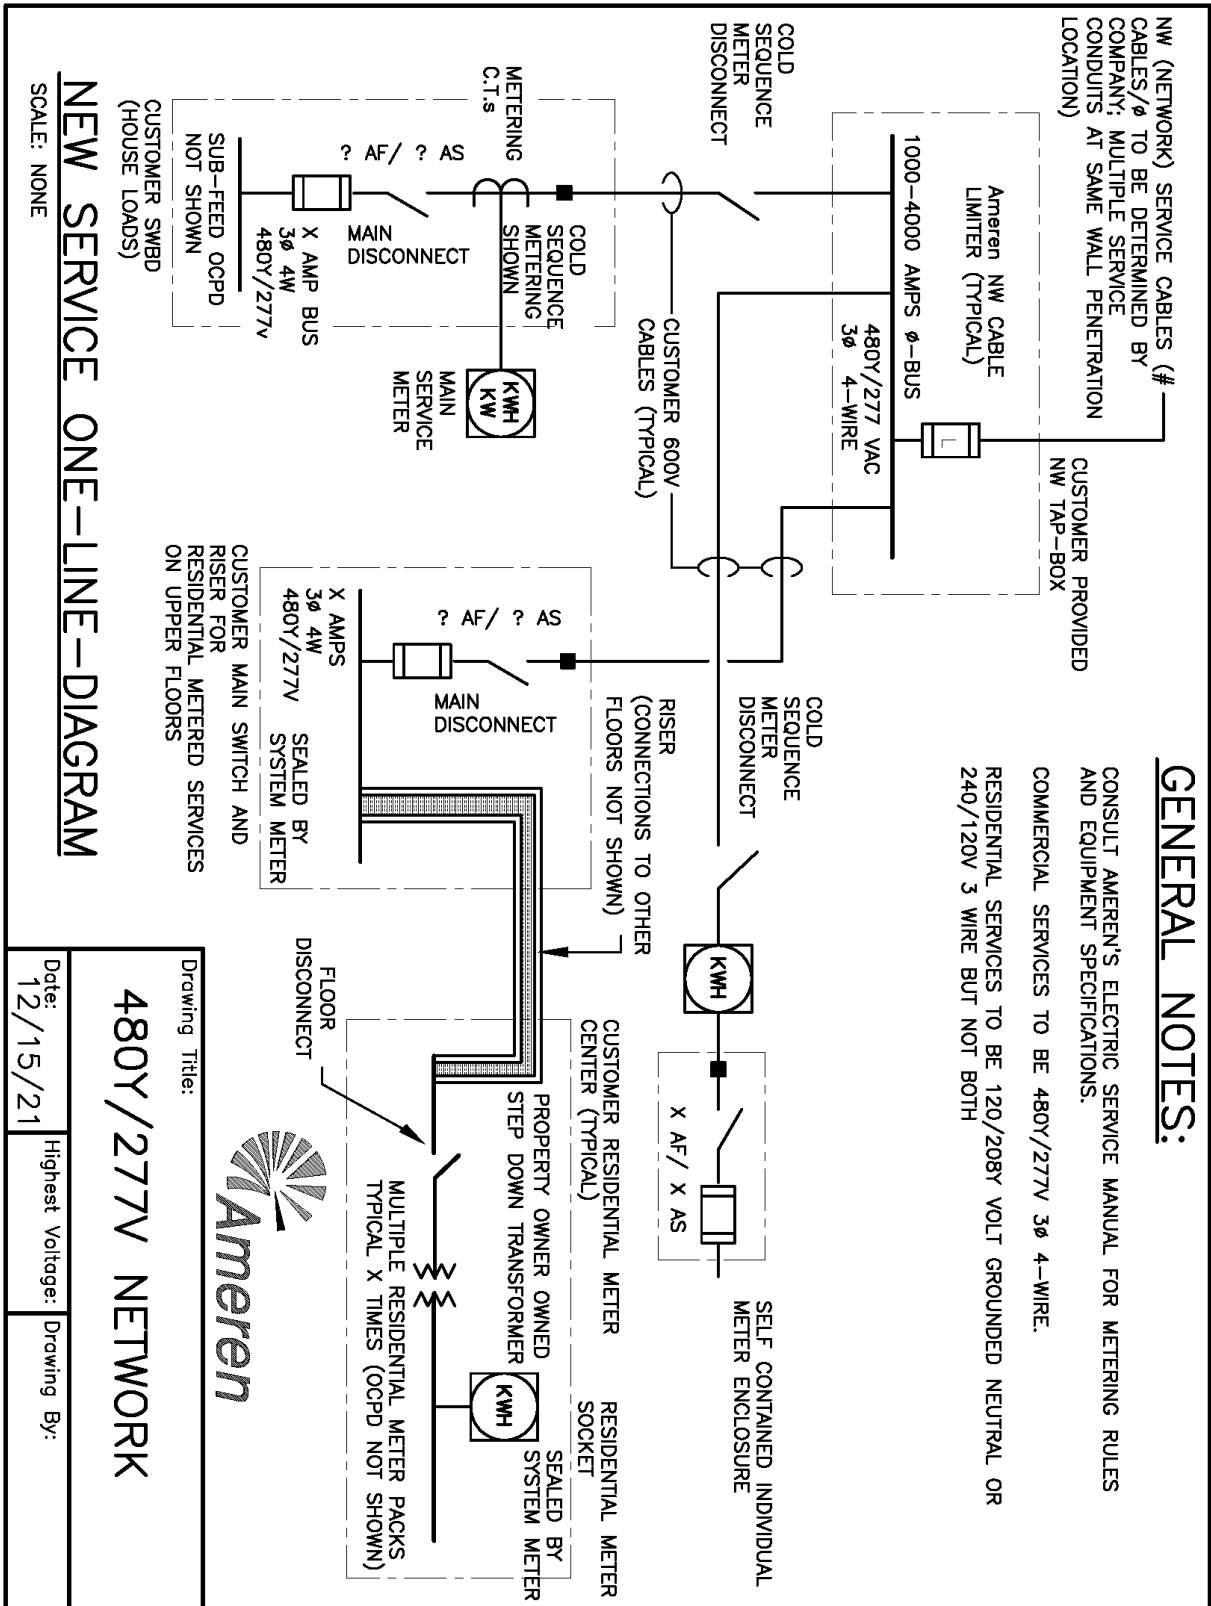 NW (NETWORK) SERVICE CABLES (#
CABLES/ø TO BE DETERMINED BY
COMPANY; MULTIPLE SERVICE
CONDUITS AT SAME WALL PENETRATION
LOCATION)
CUSTOMER PROVIDED
NW TAP-BOX
Ameren NW CABLE
LIMITER (TYPICAL)
L
1000-4000 AMPS ø-BUS
480Y/277 VAC
3ø 4-WIRE
COLD
SEQUENCE
METER
DISCONNECT
CUSTOMER 600V
CABLES (TYPICAL)
METERING
C.T.s
COLD
SEQUENCE
METERING
SHOWN
KWH
KW
MAIN
SERVICE
METER
? AF/ ? AS
MAIN
DISCONNECT
X AMP BUS
3ø 4W
480Y/277v
SUB-FEED OCPD
NOT SHOWN
CUSTOMER SWBD
(HOUSE LOADS)
NEW SERVICE ONE-LINE-DIAGRAM
SCALE: NONE
GENERAL NOTES:
CONSULT AMEREN'S ELECTRIC SERVICE MANUAL FOR METERING RULES
AND EQUIPMENT SPECIFICATIONS.
COMMERCIAL SERVICES TO BE 480Y/277V 3ø 4-WIRE.
RESIDENTIAL SERVICES TO BE 120/208Y VOLT GROUNDED NEUTRAL OR
240/120V 3 WIRE BUT NOT BOTH
COLD
SEQUENCE
METER
DISCONNECT
KWH
X AF/ X AS
SELF CONTAINED INDIVIDUAL
METER ENCLOSURE
RISER
(CONNECTIONS TO OTHER
FLOORS NOT SHOWN)
? AF/ ? AS
MAIN
DISCONNECT
X AMPS
3ø 4W
480Y/277V
SEALED BY
SYSTEM METER
CUSTOMER MAIN SWITCH AND
RISER FOR
RESIDENTIAL METERED SERVICES
ON UPPER FLOORS
CUSTOMER RESIDENTIAL METER
CENTER (TYPICAL)
RESIDENTIAL METER
SOCKET
PROPERTY OWNER OWNED
STEP DOWN TRANSFORMER
KWH
SEALED BY
SYSTEM METER
FLOOR
DISCONNECT
MULTIPLE RESIDENTIAL METER PACKS
TYPICAL X TIMES (OCPD NOT SHOWN)
Ameren
Drawing Title:
480Y/277V NETWORK
Date:
12/15/21
Highest Voltage:
Drawing By: